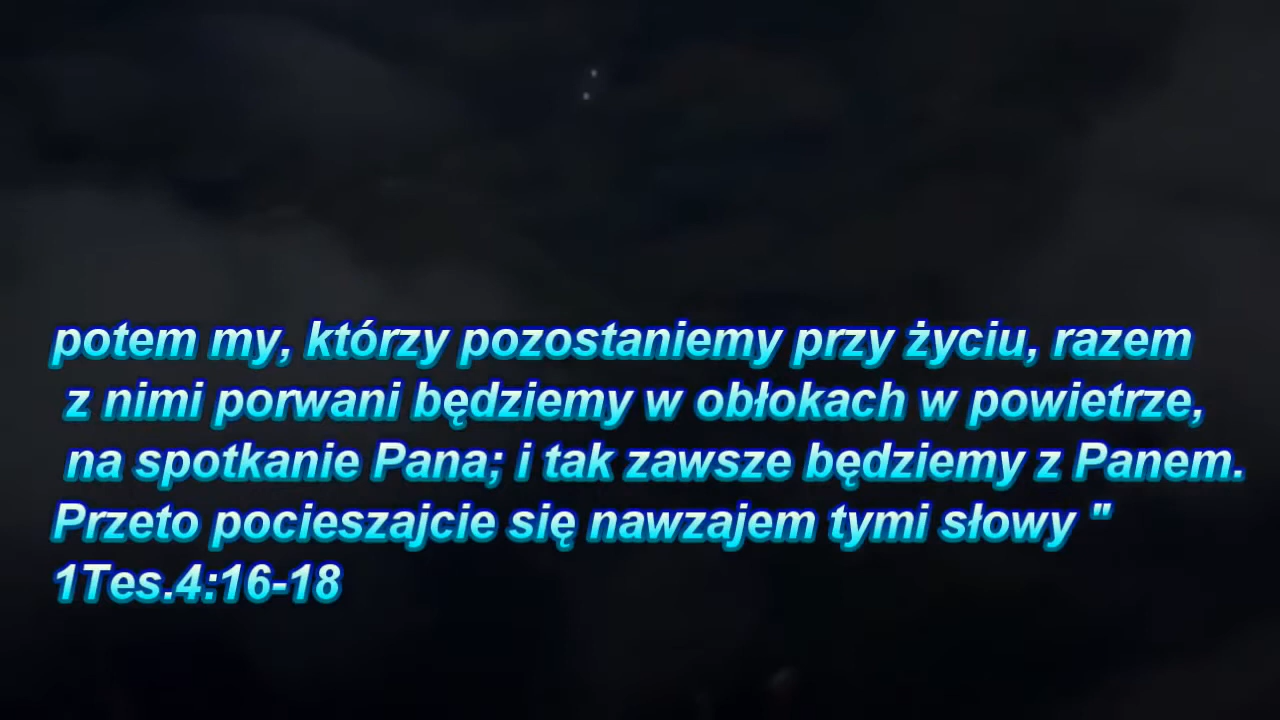 potem my, którzy pozostaniemy przy życiu, razem
z nimi porwani będziemy w obłokach w powietrze,
na spotkanie Pana; i tak zawsze będziemy z Panem.
Przeto pocieszajcie się nawzajem tymi słowy "
1Tes.4:16-18